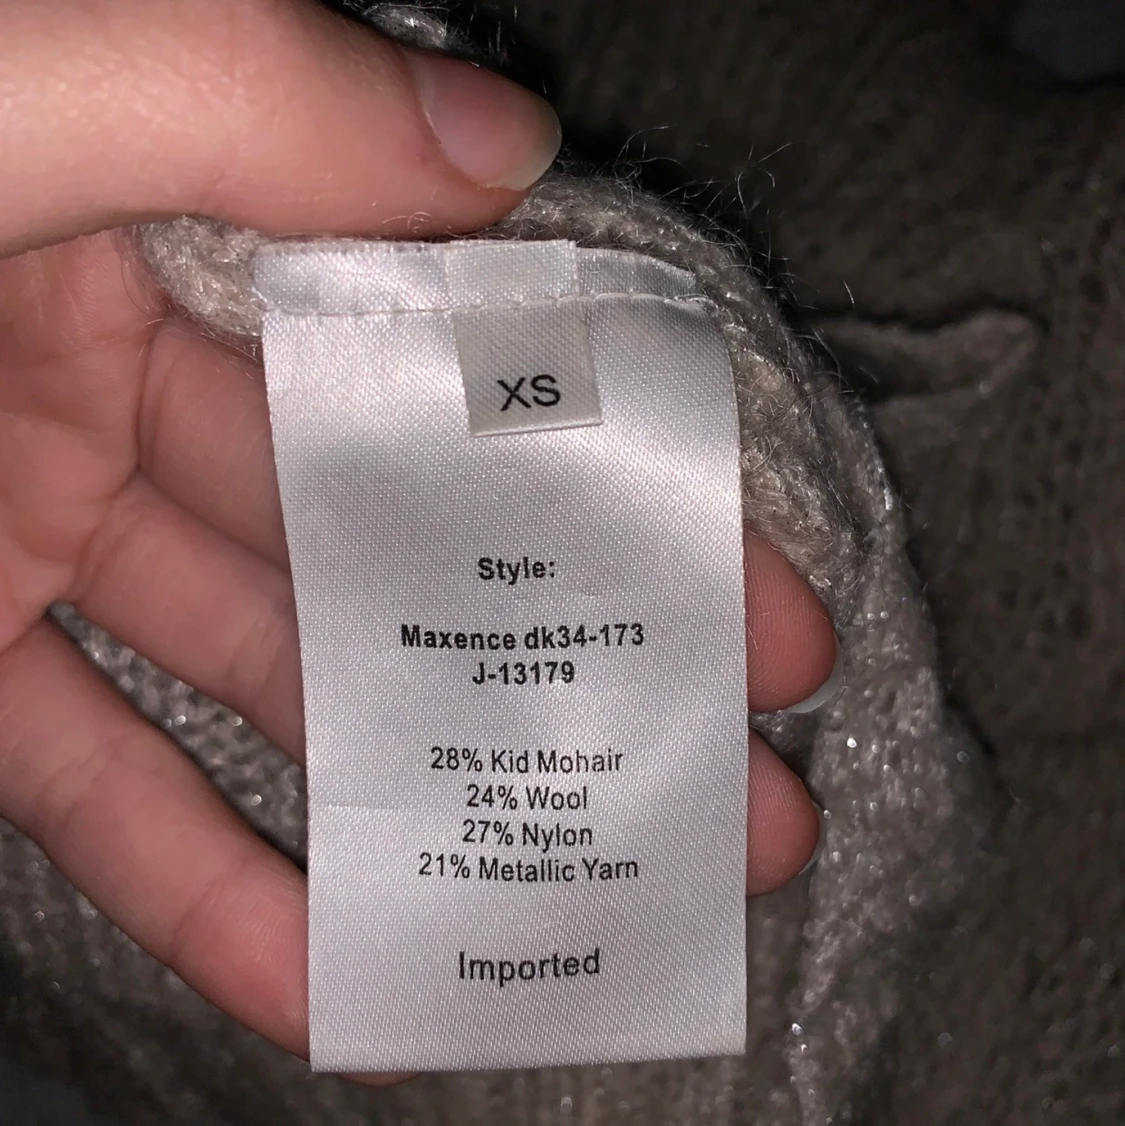 XS
Style:
Maxence dk34-173
J-13179
28% Kid Mohair
24% Wool
27% Nylon
21% Metallic Yarn
Imported